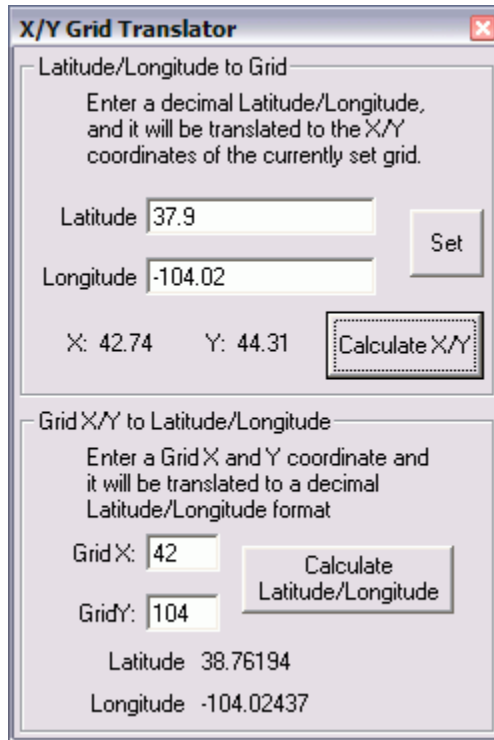 X/Y Grid Translator
Latitude/Longitude to Grid
Enter a decimal Latitude/Longitude,
and it will be translated to the X/Y
coordinates of the currently set grid.
Latitude 37.9
Set
Longitude -104.02
X: 42.74 Y: 44.31 Calculate X/Y
Grid X/Y to Latitude/Longitude
Enter a Grid X and Y coordinate and
it will be translated to a decimal
Latitude/Longitude format
Grid X: 42
Calculate
Latitude/Longitude
GridY: 104
Latitude 38.76194
Longitude -104.02437